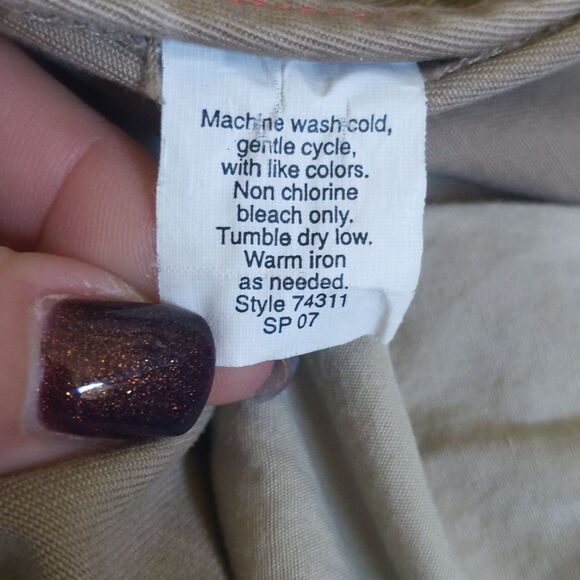 Machine wash cold,
gentle cycle,
with like colors.
Non chlorine
bleach only.
Tumble dry low.
Warm iron
as needed.
Style 74311
SP 07